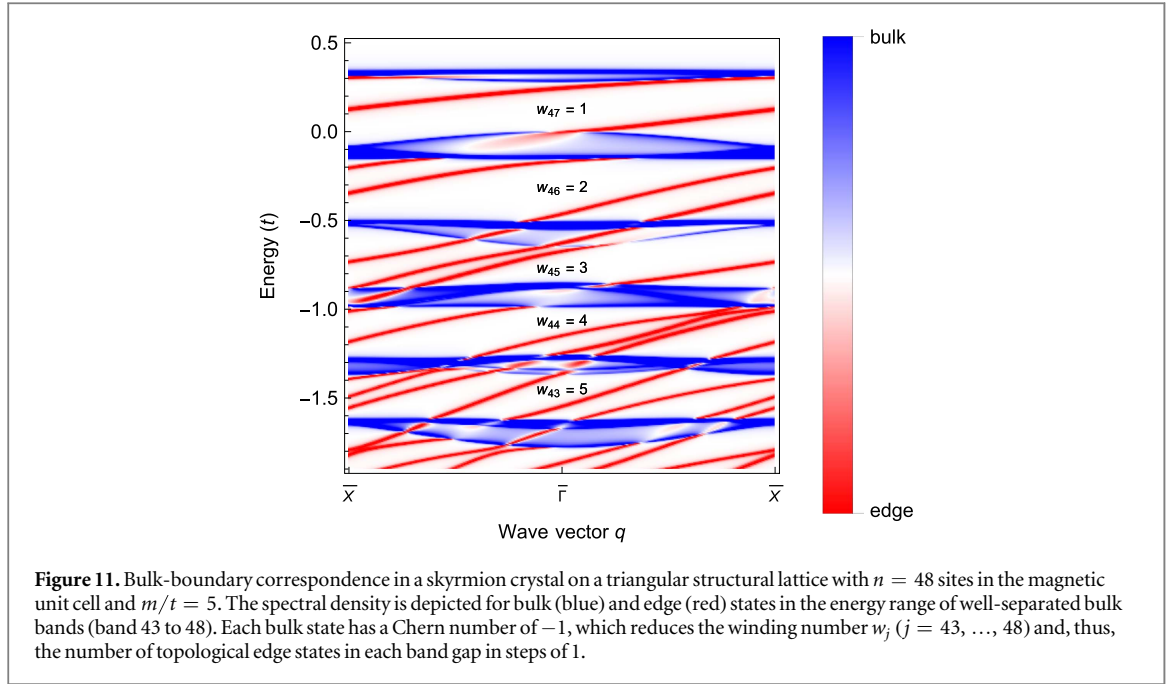 0.5
0.0
−0.5
−1.0
−1.5
Energy (t)
w₄₇ = 1
w₄₆ = 2
w₄₅ = 3
w₄₄ = 4
w₄₃ = 5
X̅ Γ̅ X̅
Wave vector q
bulk
edge
Figure 11. Bulk-boundary correspondence in a skyrmion crystal on a triangular structural lattice with n = 48 sites in the magnetic
unit cell and m/t = 5. The spectral density is depicted for bulk (blue) and edge (red) states in the energy range of well-separated bulk
bands (band 43 to 48). Each bulk state has a Chern number of −1, which reduces the winding number wⱼ (j = 43, …, 48) and, thus,
the number of topological edge states in each band gap in steps of 1.